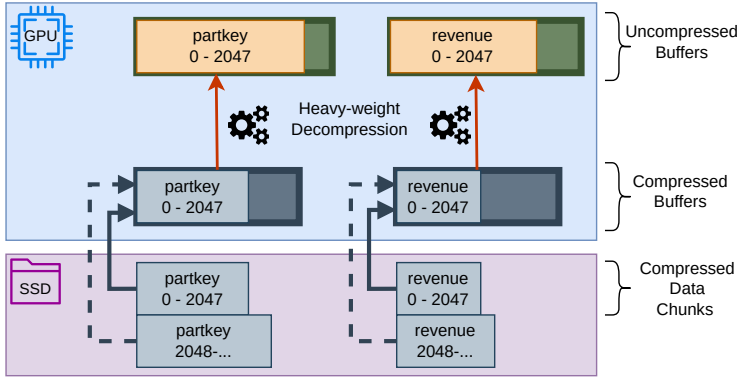 GPU
partkey
0 - 2047
revenue
0 - 2047
Uncompressed
Buffers
Heavy-weight
Decompression
partkey
0 - 2047
revenue
0 - 2047
Compressed
Buffers
SSD
partkey
0 - 2047
revenue
0 - 2047
Compressed
Data
Chunks
partkey
2048-...
revenue
2048-...